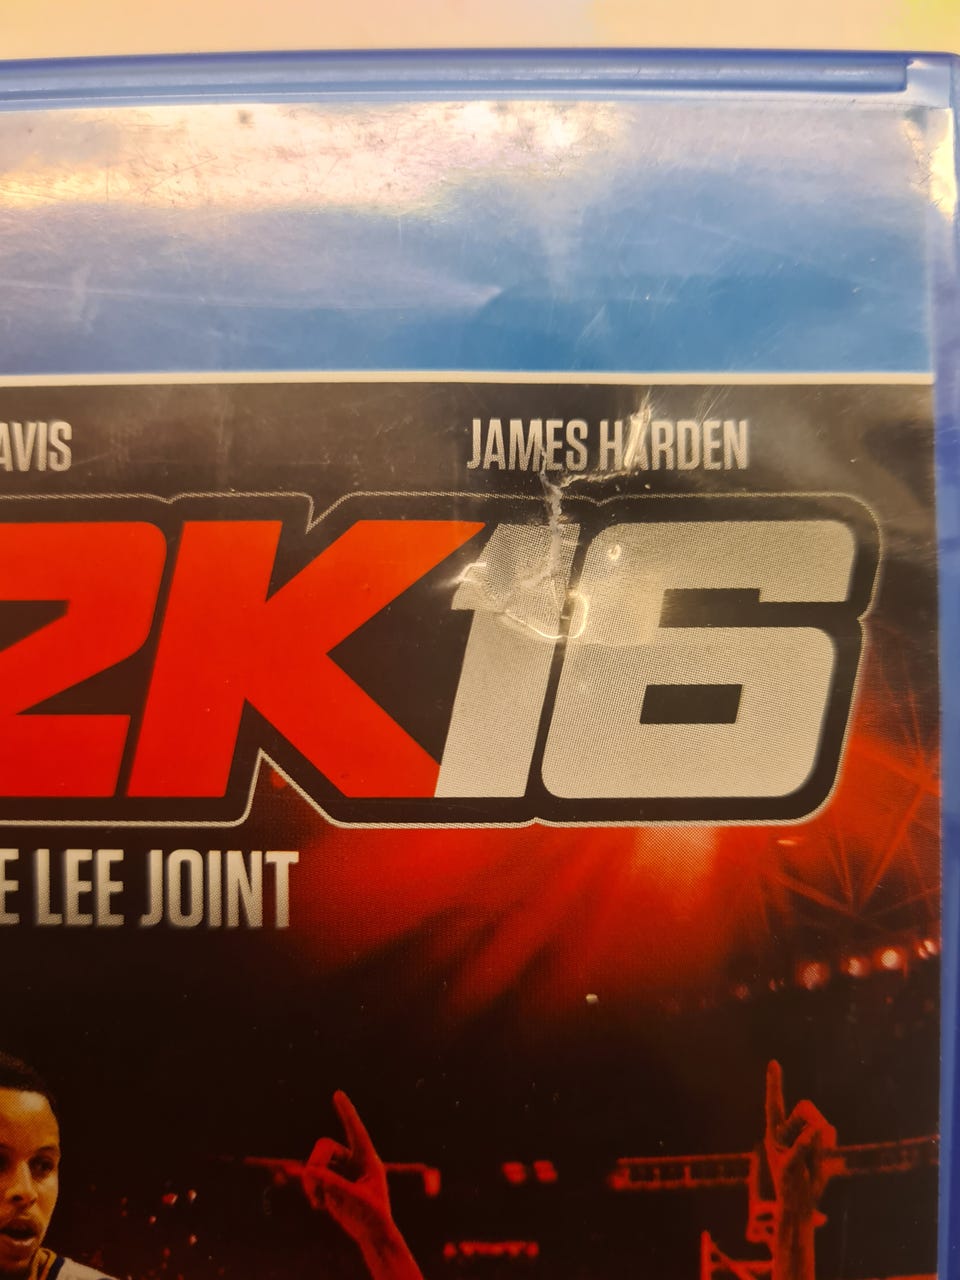 AVIS JAMES HARDEN
2K16
E LEE JOINT